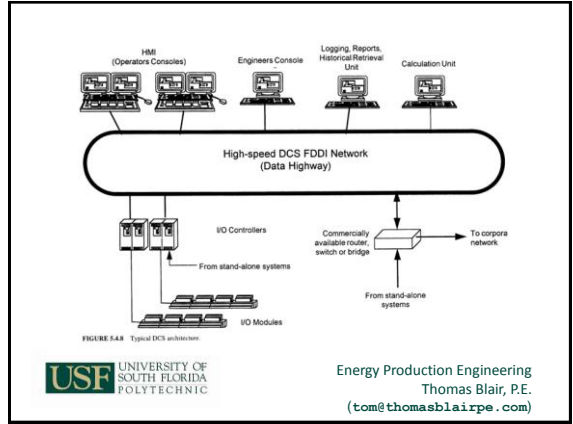 HMI
(Operators Consoles)
Engineers Console
Logging, Reports,
Historical Retrieval
Unit
Calculation Unit
High-speed DCS FDDI Network
(Data Highway)
I/O Controllers
From stand-alone systems
I/O Modules
Commercially
available router,
switch or bridge
To corpora
network
From stand-alone
systems
FIGURE 5.4.8 Typical DCS architecture.
USF UNIVERSITY OF
SOUTH FLORIDA
POLYTECHNIC
Energy Production Engineering
Thomas Blair, P.E.
(tom@thomasblairpe.com)